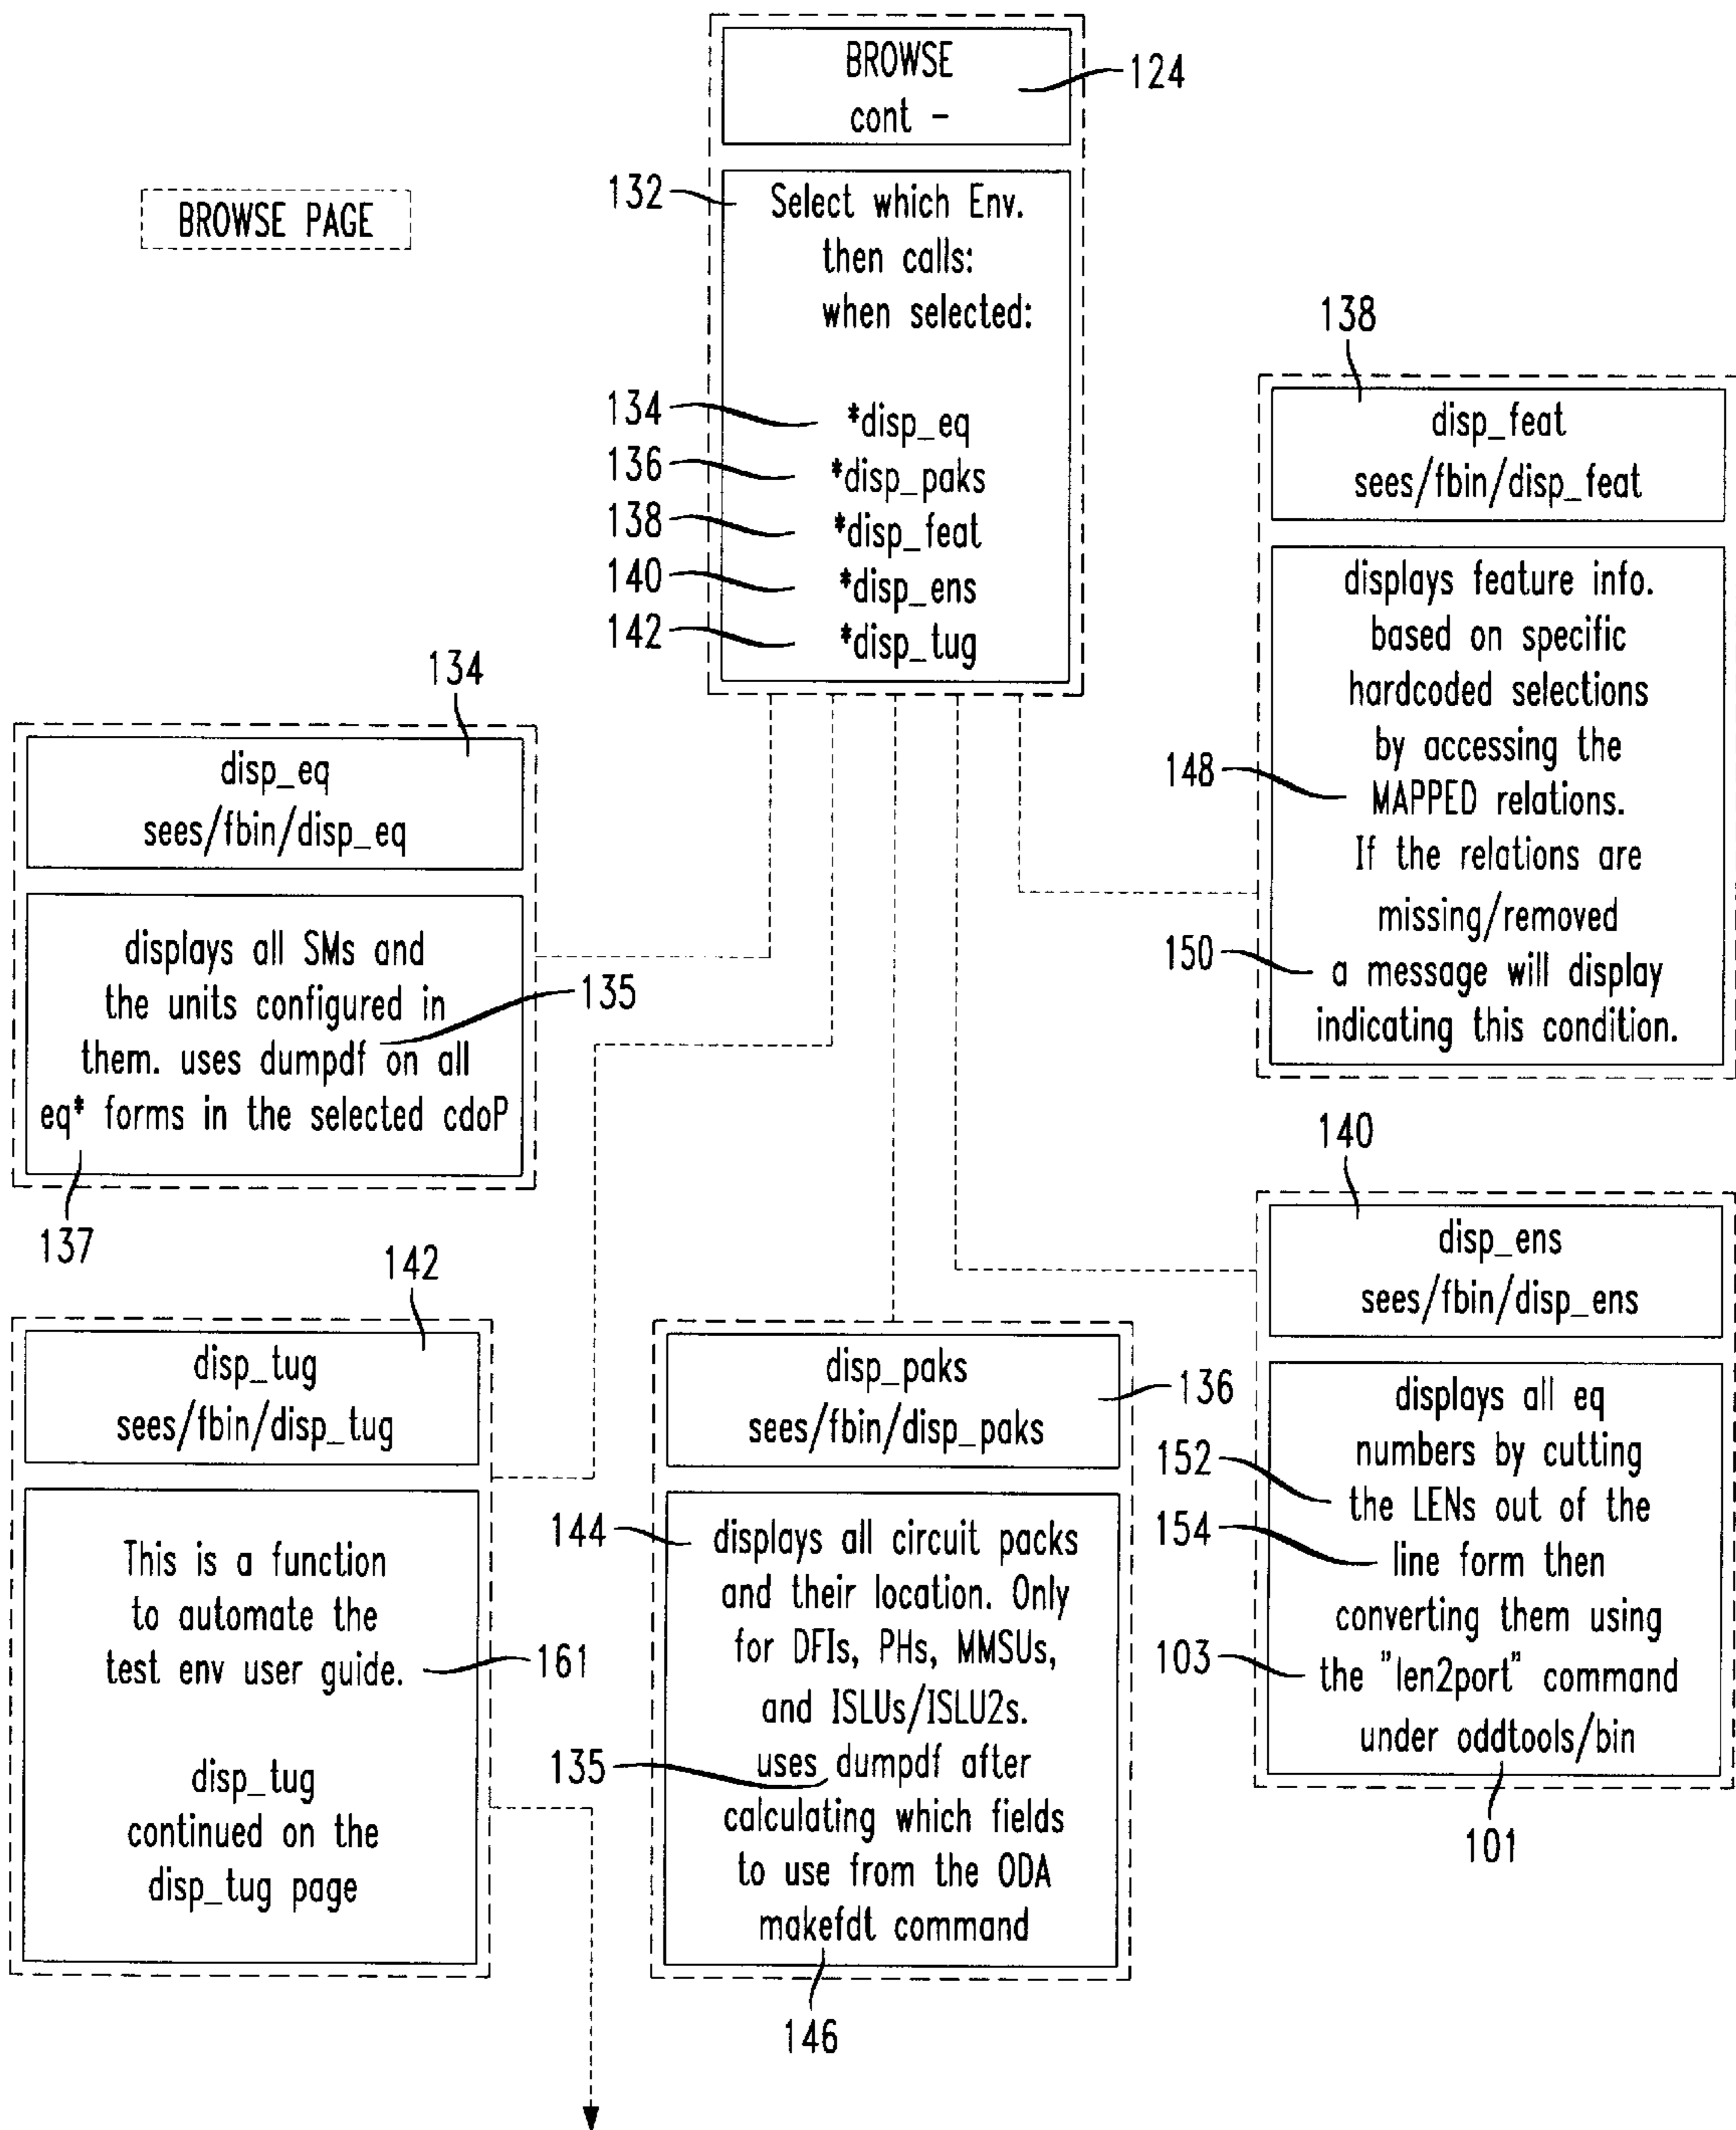 BROWSE
cont –
124
BROWSE PAGE
132
Select which Env.
then calls:
when selected:
134
*disp_eq
136
*disp_paks
138
*disp_feat
140
*disp_ens
142
*disp_tug
138
disp_feat
sees/fbin/disp_feat
displays feature info.
based on specific
hardcoded selections
by accessing the
148
MAPPED relations.
If the relations are
missing/removed
150
a message will display
indicating this condition.
134
disp_eq
sees/fbin/disp_eq
displays all SMs and
the units configured in
135
them. uses dumpdf on all
eq* forms in the selected cdoP
137
140
disp_ens
sees/fbin/disp_ens
displays all eq
numbers by cutting
152
the LENs out of the
154
line form then
converting them using
103
the "len2port" command
under oddtools/bin
101
142
disp_tug
sees/fbin/disp_tug
This is a function
to automate the
test env user guide.
161
disp_tug
continued on the
disp_tug page
disp_paks
136
sees/fbin/disp_paks
144
displays all circuit packs
and their location. Only
for DFIs, PHs, MMSUs,
and ISLUs/ISLU2s.
135
uses dumpdf after
calculating which fields
to use from the ODA
makefdt command
146